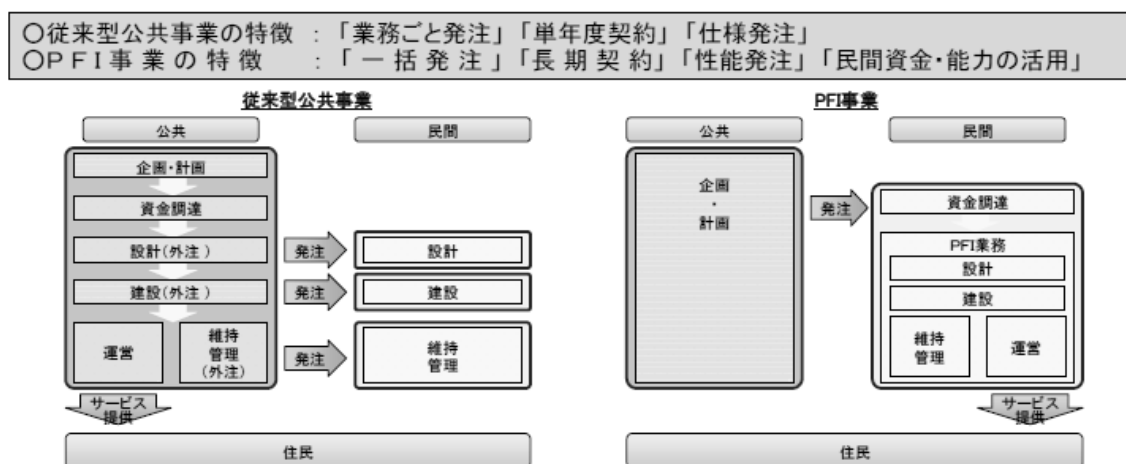 ○従来型公共事業の特徴 : 「業務ごと発注」「単年度契約」「仕様発注」
○PFI事業の特徴 : 「一括発注」「長期契約」「性能発注」「民間資金・能力の活用」
従来型公共事業
公共
民間
企画・計画
資金調達
設計(外注)
発注
設計
建設(外注)
発注
建設
運営
維持
管理
(外注)
発注
維持
管理
サービス
提供
住民
PFI事業
公共
民間
企画
・
計画
発注
資金調達
PFI業務
設計
建設
維持
管理
運営
サービス
提供
住民